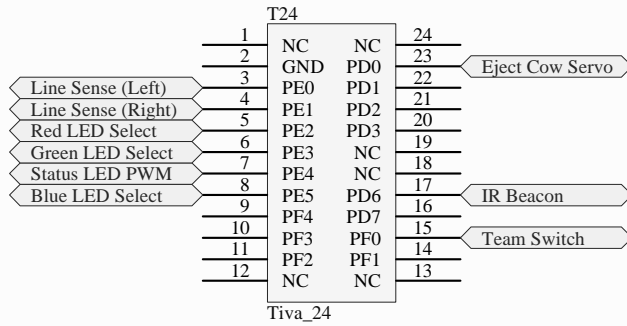 T24
1 NC NC 24
2 GND PD0 23 Eject Cow Servo
Line Sense (Left) 3 PE0 PD1 22
Line Sense (Right) 4 PE1 PD2 21
Red LED Select 5 PE2 PD3 20
Green LED Select 6 PE3 NC 19
Status LED PWM 7 PE4 NC 18
Blue LED Select 8 PE5 PD6 17 IR Beacon
9 PF4 PD7 16
10 PF3 PF0 15 Team Switch
11 PF2 PF1 14
12 NC NC 13
Tiva_24